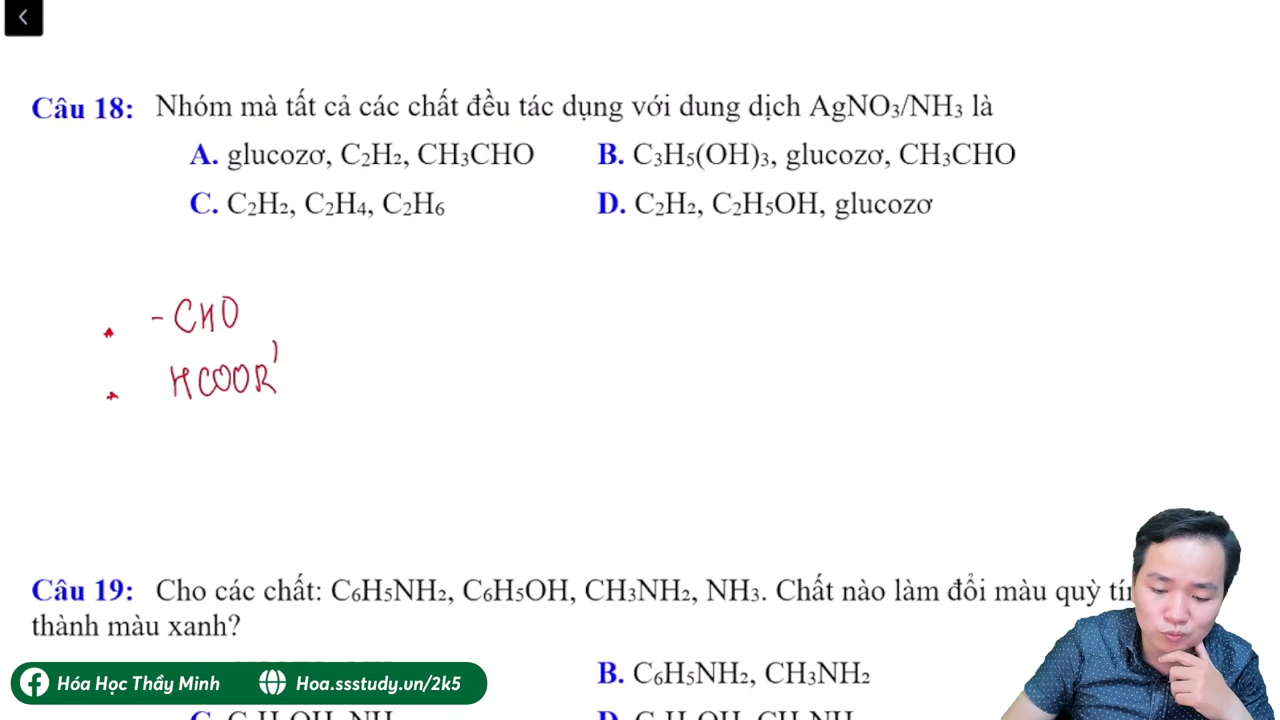 Câu 18: Nhóm mà tất cả các chất đều tác dụng với dung dịch AgNO₃/NH₃ là
A. glucozơ, C₂H₂, CH₃CHO B. C₃H₅(OH)₃, glucozơ, CH₃CHO
C. C₂H₂, C₂H₄, C₂H₆ D. C₂H₂, C₂H₅OH, glucozơ
- CHO
HCOOR'
Câu 19: Cho các chất: C₆H₅NH₂, C₆H₅OH, CH₃NH₂, NH₃. Chất nào làm đổi màu quỳ
thành màu xanh?
B. C₆H₅NH₂, CH₃NH₂
Hóa Học Thầy Minh Hoa.ssstudy.vn/2k5